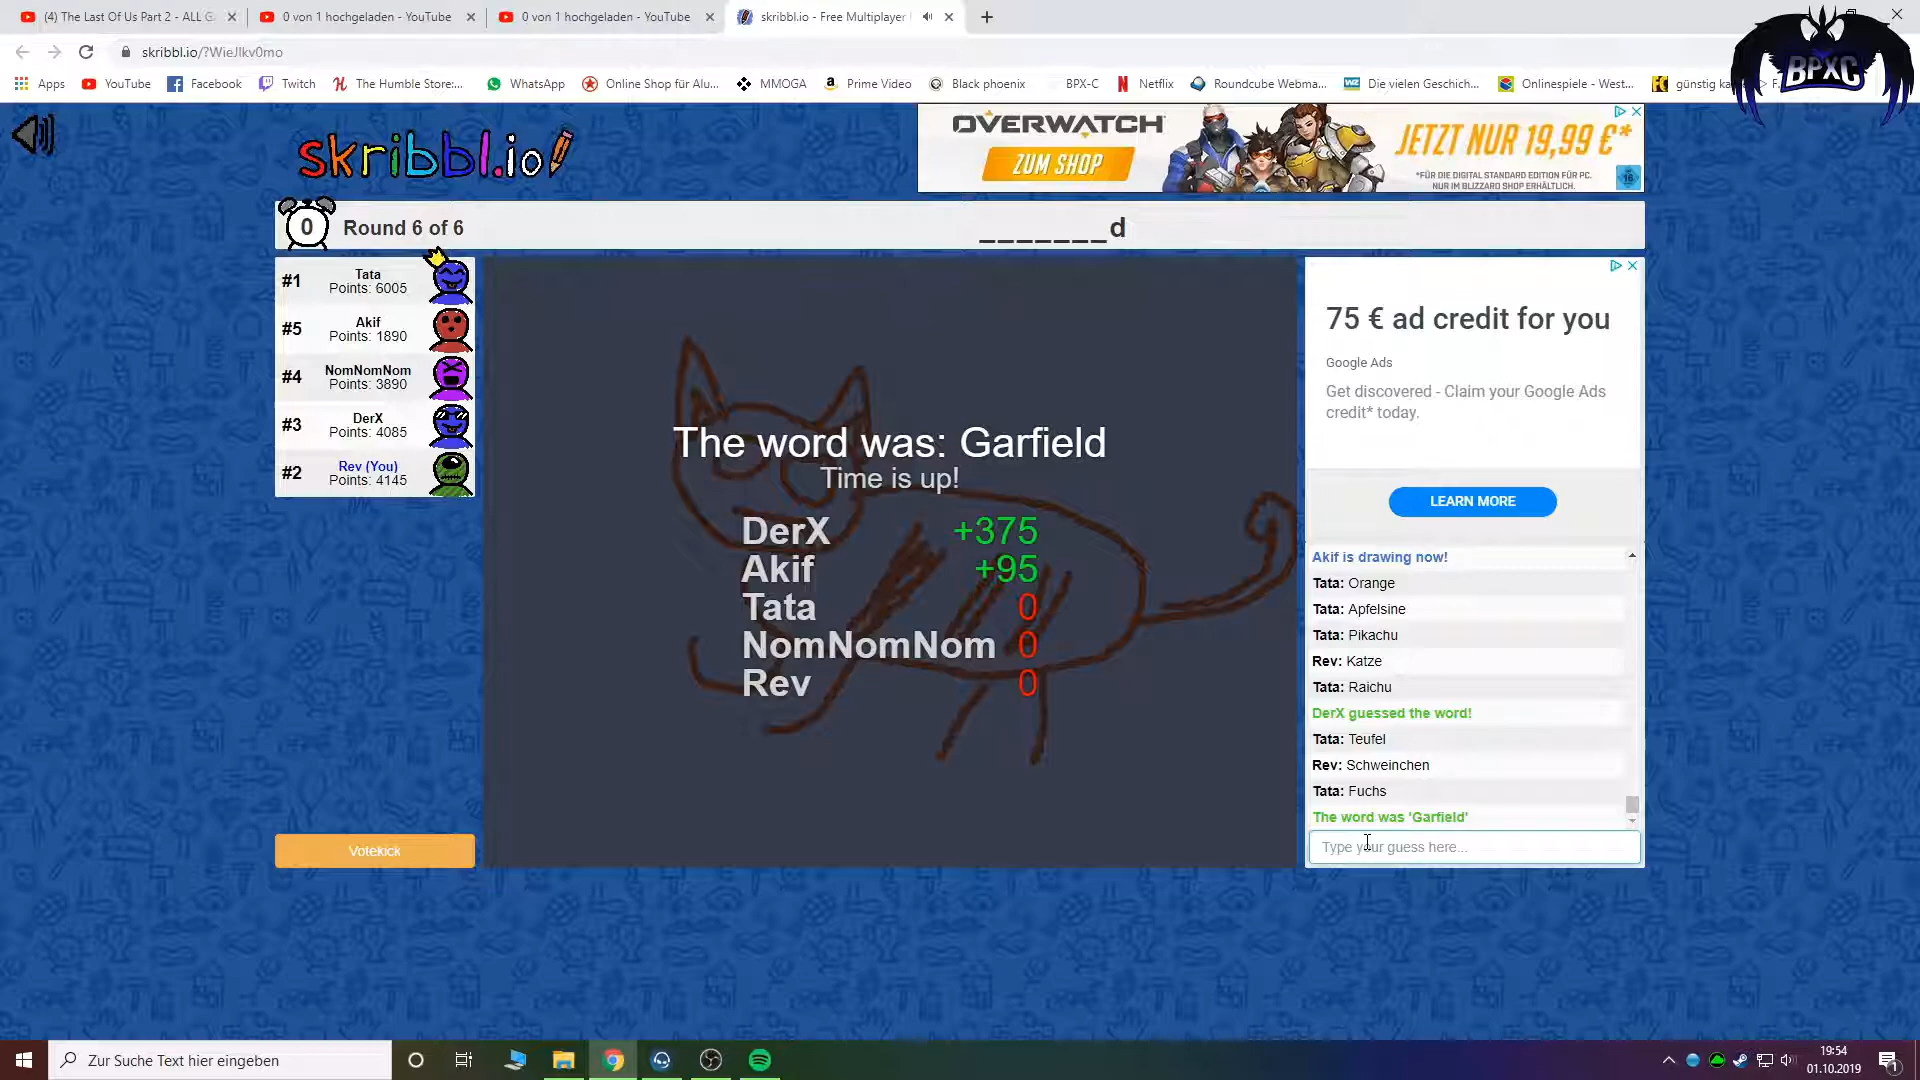 (4) The Last Of Us Part 2 - ALL G
0 von 1 hochgeladen - YouTube
0 von 1 hochgeladen - YouTube
skribbl.io - Free Multiplayer
skribbl.io/?WieJlkv0mo
Apps
YouTube
Facebook
Twitch
The Humble Store:...
WhatsApp
Online Shop für Alu...
MMOGA
Prime Video
Black phoenix
BPX-C
Netflix
Roundcube Webma...
Die vielen Geschich...
Onlinespiele - West...
günstig
BPXC
skribbl.io
OVERWATCH
ZUM SHOP
JETZT NUR 19,99 €*
*FÜR DIE DIGITAL STANDARD EDITION FÜR PC.
NUR IM BLIZZARD SHOP ERHÄLTLICH.
16
0
Round 6 of 6
_______d
#1
Tata
Points: 6005
#5
Akif
Points: 1890
#4
NomNomNom
Points: 3890
#3
DerX
Points: 4085
#2
Rev (You)
Points: 4145
Votekick
The word was: Garfield
Time is up!
DerX +375
Akif +95
Tata 0
NomNomNom 0
Rev 0
75 € ad credit for you
Google Ads
Get discovered - Claim your Google Ads
credit* today.
LEARN MORE
Akif is drawing now!
Tata: Orange
Tata: Apfelsine
Tata: Pikachu
Rev: Katze
Tata: Raichu
DerX guessed the word!
Tata: Teufel
Rev: Schweinchen
Tata: Fuchs
The word was 'Garfield'
Type your guess here...
Zur Suche Text hier eingeben
19:54
01.10.2019
1